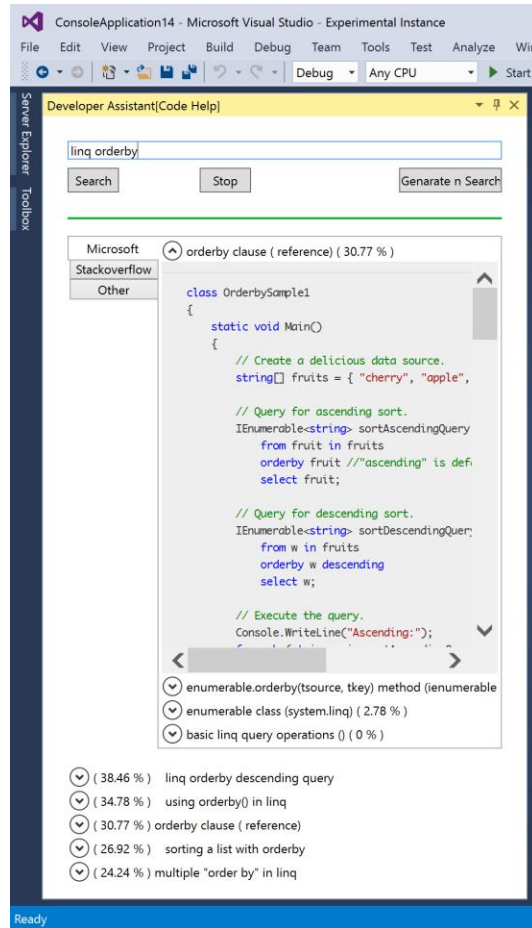 ConsoleApplication14 - Microsoft Visual Studio - Experimental Instance
File Edit View Project Build Debug Team Tools Test Analyze
Debug Any CPU Start
Server Explorer
Toolbox
Developer Assistant[Code Help]
linq orderby
Search Stop Genarate n Search
Microsoft
Stackoverflow
Other
orderby clause ( reference) ( 30.77 % )
class OrderbySample1
{
static void Main()
{
// Create a delicious data source.
string[] fruits = { "cherry", "apple",
// Query for ascending sort.
IEnumerable<string> sortAscendingQuery
from fruit in fruits
orderby fruit //"ascending" is defa
select fruit;
// Query for descending sort.
IEnumerable<string> sortDescendingQuery
from w in fruits
orderby w descending
select w;
// Execute the query.
Console.WriteLine("Ascending:");
enumerable.orderby(tsource, tkey) method (ienumerable
enumerable class (system.linq) ( 2.78 % )
basic linq query operations () ( 0 % )
( 38.46 % ) linq orderby descending query
( 34.78 % ) using orderby() in linq
( 30.77 % ) orderby clause ( reference)
( 26.92 % ) sorting a list with orderby
( 24.24 % ) multiple "order by" in linq
Ready